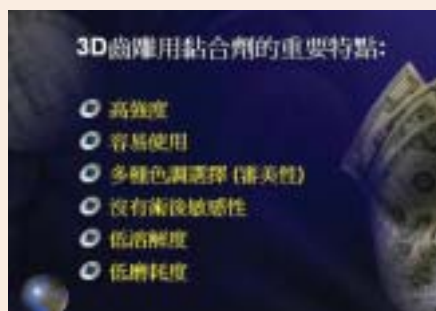 3D齒雕用黏合劑的重要特點:
高強度
容易使用
多種色調選擇 (審美性)
沒有術後敏感性
低溶解度
低磨耗度